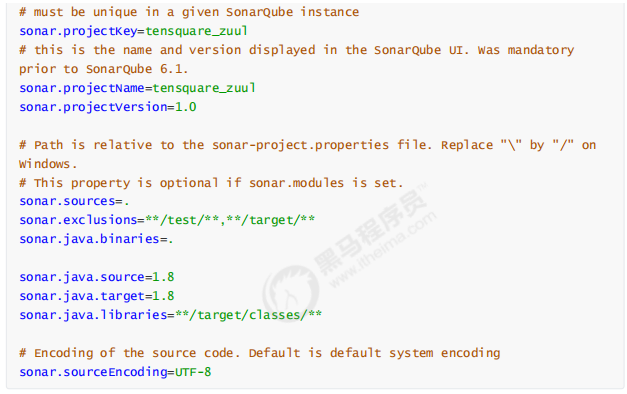 # must be unique in a given SonarQube instance
sonar.projectKey=tensquare_zuul
# this is the name and version displayed in the SonarQube UI. Was mandatory
prior to SonarQube 6.1.
sonar.projectName=tensquare_zuul
sonar.projectVersion=1.0
# Path is relative to the sonar-project.properties file. Replace "\" by "/" on
Windows.
# This property is optional if sonar.modules is set.
sonar.sources=.
sonar.exclusions=**/test/**,**/target/**
sonar.java.binaries=.
sonar.java.source=1.8
sonar.java.target=1.8
sonar.java.libraries=**/target/classes/**
# Encoding of the source code. Default is default system encoding
sonar.sourceEncoding=UTF-8
黑马程序员™
www.itheima.com